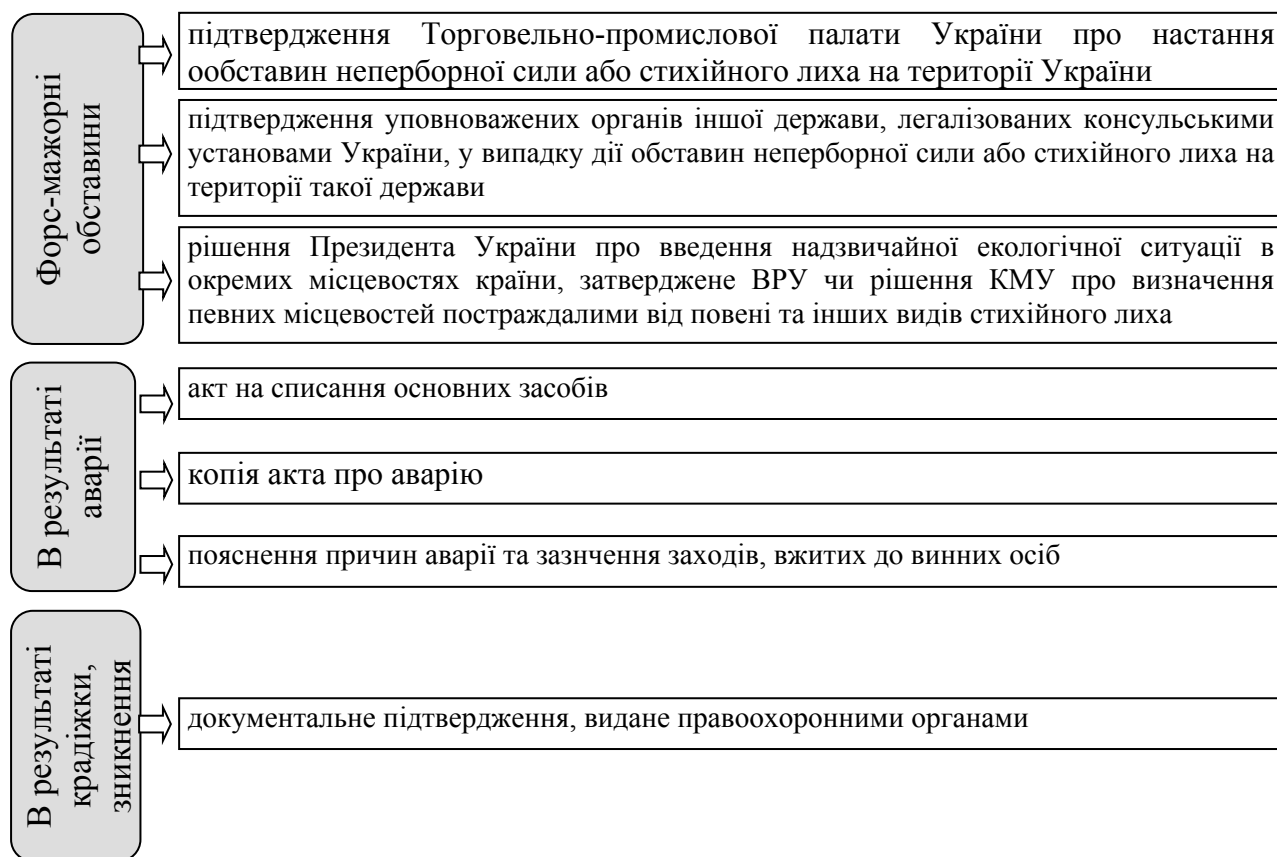 Форс-мажорні
обставини
підтвердження Торговельно-промислової палати України про настання
ообставин неперборної сили або стихійного лиха на території України
підтвердження уповноважених органів іншої держави, легалізованих консульськими
установами України, у випадку дії обставин неперборної сили або стихійного лиха на
території такої держави
рішення Президента України про введення надзвичайної екологічної ситуації в
окремих місцевостях країни, затверджене ВРУ чи рішення КМУ про визначення
певних місцевостей постраждалими від повені та інших видів стихійного лиха
В результаті
аварії
акт на списання основних засобів
копія акта про аварію
пояснення причин аварії та зазнчення заходів, вжитих до винних осіб
В результаті
крадіжки,
зникнення
документальне підтвердження, видане правоохоронними органами